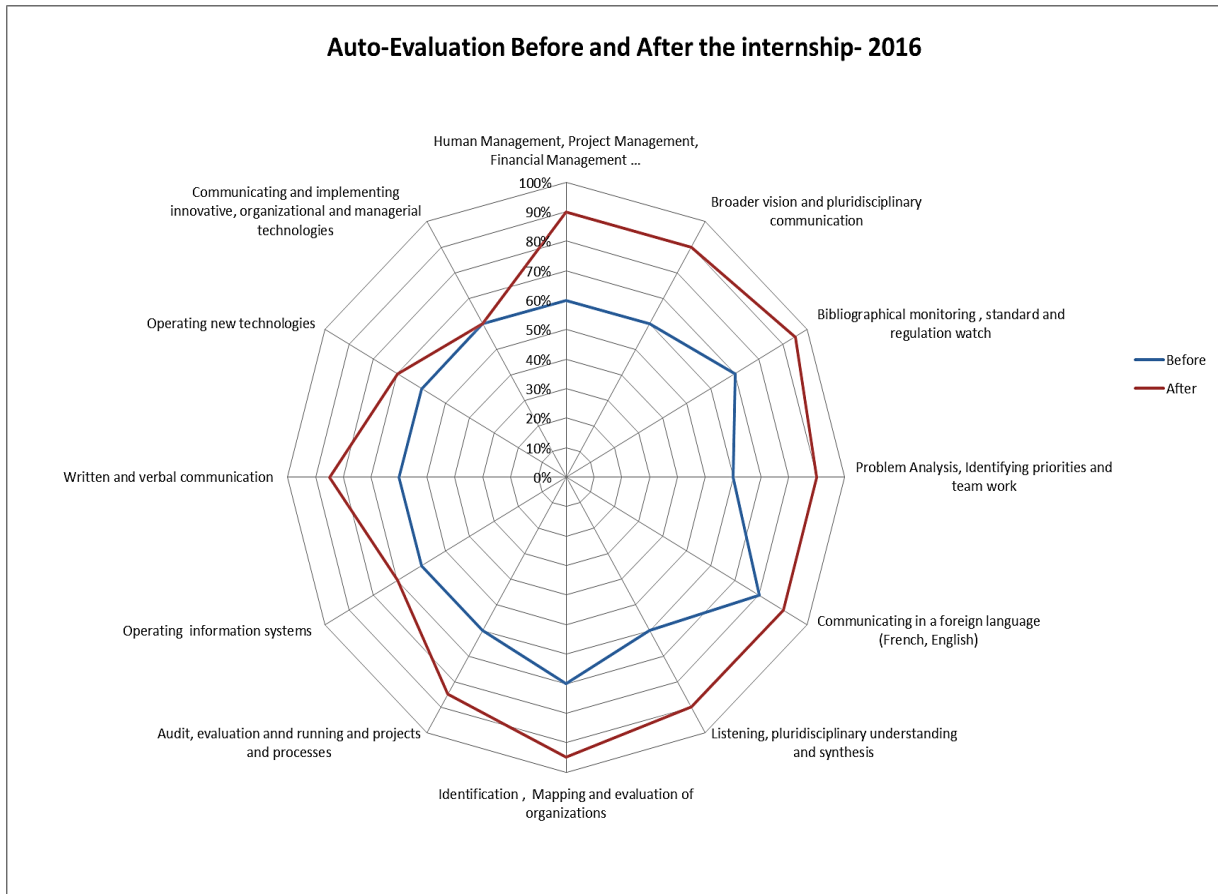 Auto-Evaluation Before and After the internship- 2016
Human Management, Project Management,
Financial Management ...
Broader vision and pluridisciplinary
communication
Bibliographical monitoring , standard and
regulation watch
Problem Analysis, Identifying priorities and
team work
Communicating in a foreign language
(French, English)
Listening, pluridisciplinary understanding
and synthesis
Identification , Mapping and evaluation of
organizations
Audit, evaluation annd running and projects
and processes
Operating information systems
Written and verbal communication
Operating new technologies
Communicating and implementing
innovative, organizational and managerial
technologies
100%
90%
80%
70%
60%
50%
40%
30%
20%
10%
0%
Before
After